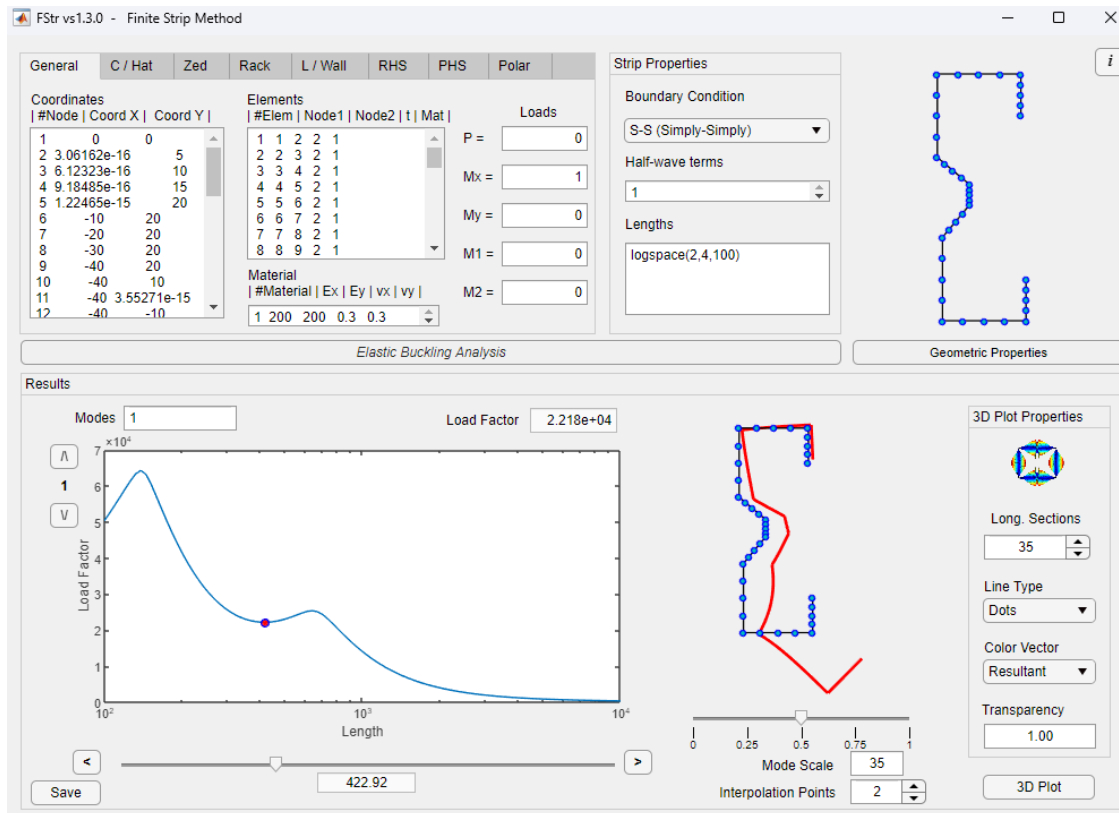 FStr vs1.3.0 - Finite Strip Method
General C / Hat Zed Rack L / Wall RHS PHS Polar
Coordinates
| #Node | Coord X | Coord Y |
1 0 0
2 3.06162e-16 5
3 6.12323e-16 10
4 9.18485e-16 15
5 1.22465e-15 20
6 -10 20
7 -20 20
8 -30 20
9 -40 20
10 -40 10
11 -40 3.55271e-15
12 -40 -10
Elements
| #Elem | Node1 | Node2 | t | Mat |
1 1 2 2 1
2 2 3 2 1
3 3 4 2 1
4 4 5 2 1
5 5 6 2 1
6 6 7 2 1
7 7 8 2 1
8 8 9 2 1
Material
| #Material | Ex | Ey | vx | vy |
1 200 200 0.3 0.3
Loads
P = 0
Mx = 1
My = 0
M1 = 0
M2 = 0
Strip Properties
Boundary Condition
S-S (Simply-Simply)
Half-wave terms
1
Lengths
logspace(2,4,100)
i
Elastic Buckling Analysis
Geometric Properties
Results
Modes 1
Load Factor 2.218e+04
/\
1
\/
×10⁴
7
6
5
4
3
2
1
0
Load Factor
10² 10³ 10⁴
Length
< >
422.92
Save
0 0.25 0.5 0.75 1
Mode Scale 35
Interpolation Points 2
3D Plot Properties
Long. Sections
35
Line Type
Dots
Color Vector
Resultant
Transparency
1.00
3D Plot